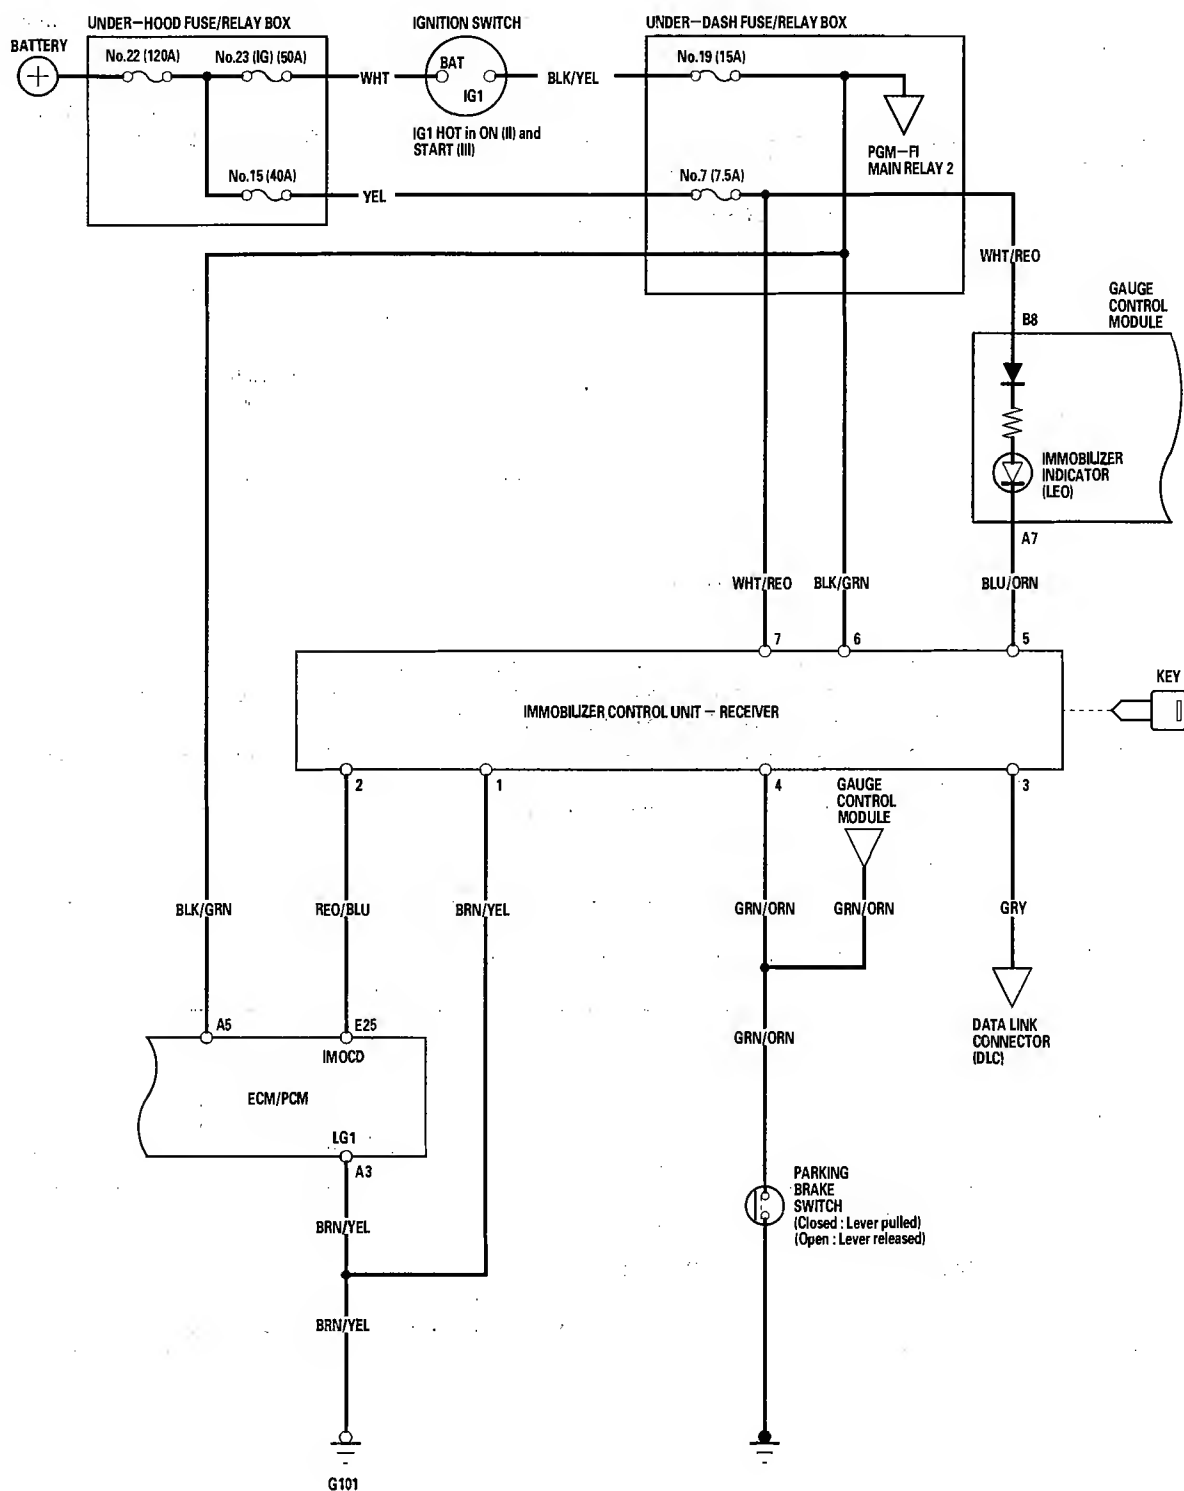 UNDER-HOOD FUSE/RELAY BOX
IGNITION SWITCH
UNDER-DASH FUSE/RELAY BOX
BATTERY
No.22 (120A)
No.23 (IG) (50A)
No.19 (15A)
BAT
WHT
BLK/YEL
IG1
IG1 HOT in ON (II) and
START (III)
PGM-FI
MAIN RELAY 2
No.15 (40A)
No.7 (7.5A)
YEL
WHT/REO
GAUGE
CONTROL
MODULE
B8
IMMOBILIZER
INDICATOR
(LEO)
A7
WHT/REO
BLK/GRN
BLU/ORN
7
6
5
KEY
IMMOBILIZER CONTROL UNIT - RECEIVER
2
1
4
3
GAUGE
CONTROL
MODULE
BLK/GRN
REO/BLU
BRN/YEL
GRN/ORN
GRN/ORN
GRY
A5
E25
GRN/ORN
DATA LINK
CONNECTOR
(DLC)
IMOCD
ECM/PCM
LG1
A3
PARKING
BRAKE
SWITCH
(Closed : Lever pulled)
(Open : Lever released)
BRN/YEL
BRN/YEL
G101